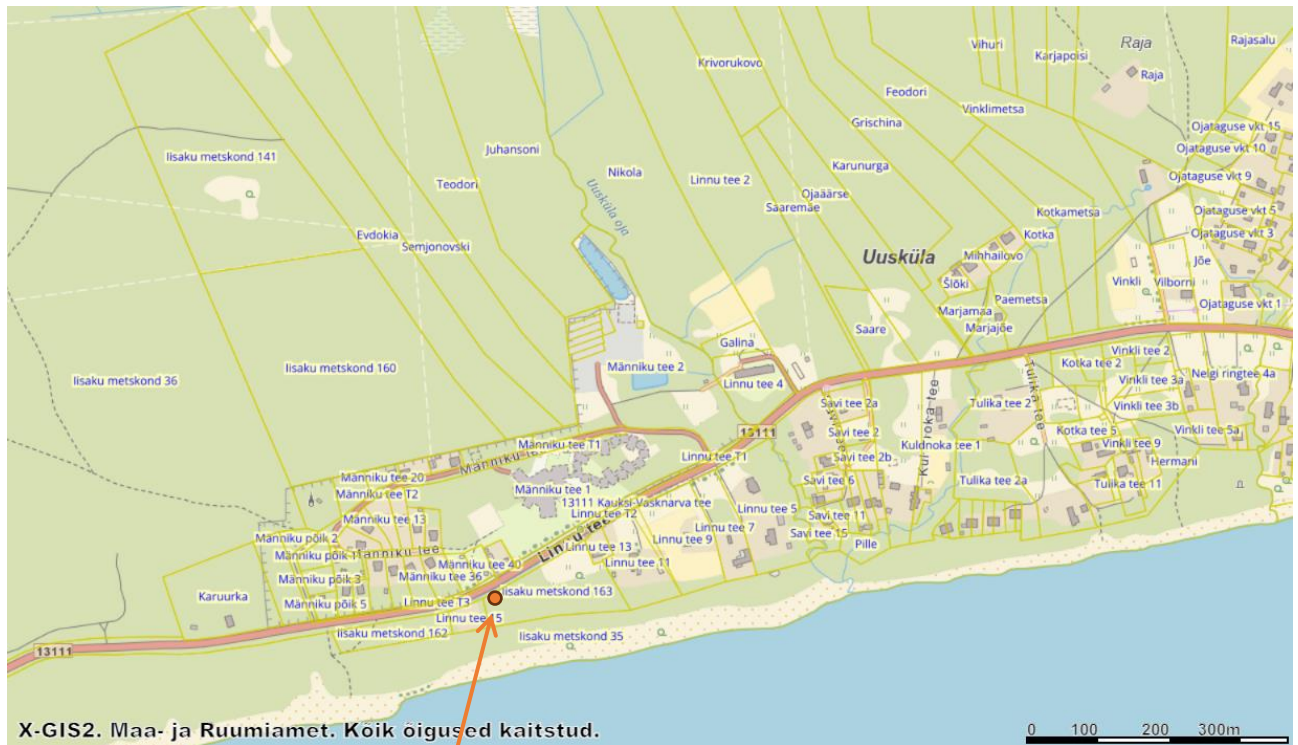 Raja
Rajasalu
Vihuri
Karjapoisi
Raja
Krivorukovo
Feodori
Vinklimetsa
Grischina
Ojataguse vkt 15
Ojataguse vkt 10
Iisaku metskond 141
Juhansoni
Nikola
Linnu tee 2
Karunurga
Ojataguse vkt 9
Teodori
Ojaäärse
Saaremäe
Uusküla oja
Kotkametsa
Ojataguse vkt 5
Evdokia
Semjonovski
Kotka
Ojataguse vkt 3
Uusküla
Mihhailovo
Jõe
Šlõki
Vinkli
Vilborni
Paemetsa
Ojataguse vkt 1
Marjamaa
Marjajõe
Saare
Galina
Iisaku metskond 36
Iisaku metskond 160
Männiku tee 2
Linnu tee 4
Vinkli tee 2
Kotka tee 2
Nelgi ringtee 4a
Vinkli tee 3a
Savi tee 2a
Tulika tee 2
Tulika tee
Vinkli tee 3b
13111
Savi tee 2
Kotka tee 5
Vinkli tee 5a
Männiku tee T1
Kuldnoka tee 1
Vinkli tee 9
Linnu tee T1
Savi tee 2b
Hermani
Männiku tee 20
Savi tee 6
Tulika tee 2a
Tulika tee 11
Männiku tee T2
Männiku tee 1
13111 Kauksi-Vasknarva tee
Linnu tee T2
Linnu tee 5
Savi tee 11
Männiku tee 13
Linnu tee 7
Savi tee 15
Männiku põik 2
Linnu tee
Linnu tee 13
Linnu tee 9
Pille
Männiku põik 1
Männiku tee
Männiku tee 40
Linnu tee 11
Männiku põik 3
Männiku tee 36
Karuurka
Iisaku metskond 163
Männiku põik 5
Linnu tee T3
Linnu tee 15
Iisaku metskond 162
Iisaku metskond 35
13111
X-GIS2. Maa- ja Ruumiamet. Kõik õigused kaitstud.
0 100 200 300m